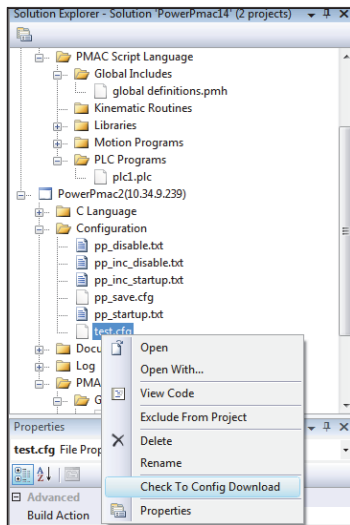 Solution Explorer - Solution 'PowerPmac14' (2 projects)
PMAC Script Language
Global Includes
global definitions.pmh
Kinematic Routines
Libraries
Motion Programs
PLC Programs
plc1.plc
PowerPmac2(10.34.9.239)
C Language
Configuration
pp_disable.txt
pp_inc_disable.txt
pp_inc_startup.txt
pp_save.cfg
pp_startup.txt
test.cfg
Docu
Log
PMA
G
Open
Open With...
View Code
Exclude From Project
Delete
Rename
Check To Config Download
Properties
Properties
test.cfg File Prop
Advanced
Build Action